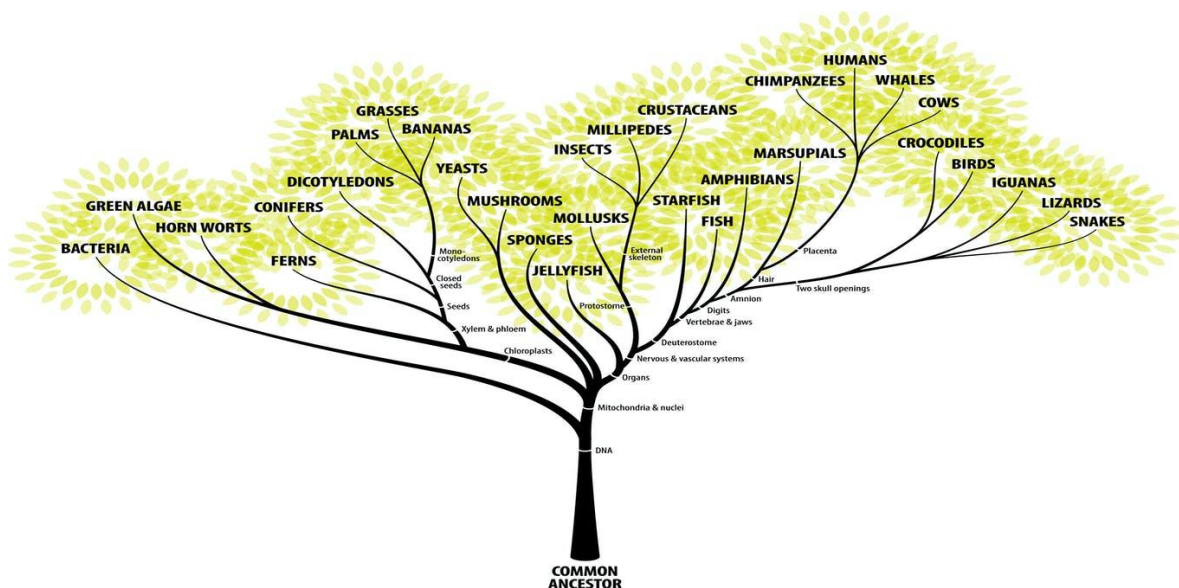 HUMANS
CHIMPANZEES
WHALES
COWS
GRASSES
BANANAS
PALMS
CRUSTACEANS
MILLIPEDES
INSECTS
CROCODILES
BIRDS
MARSUPIALS
YEASTS
DICOTYLEDONS
AMPHIBIANS
IGUANAS
LIZARDS
SNAKES
GREEN ALGAE
CONIFERS
MUSHROOMS
MOLLUSKS
STARFISH
FISH
HORN WORTS
BACTERIA
SPONGES
FERNS
JELLYFISH
Mono-
cotyledons
External
skeleton
Placenta
Closed
seeds
Hair
Two skull openings
Amnion
Seeds
Protostome
Digits
Vertebrae & jaws
Xylem & phloem
Deuterostome
Chloroplasts
Nervous & vascular systems
Organs
Mitochondria & nuclei
DNA
COMMON
ANCESTOR